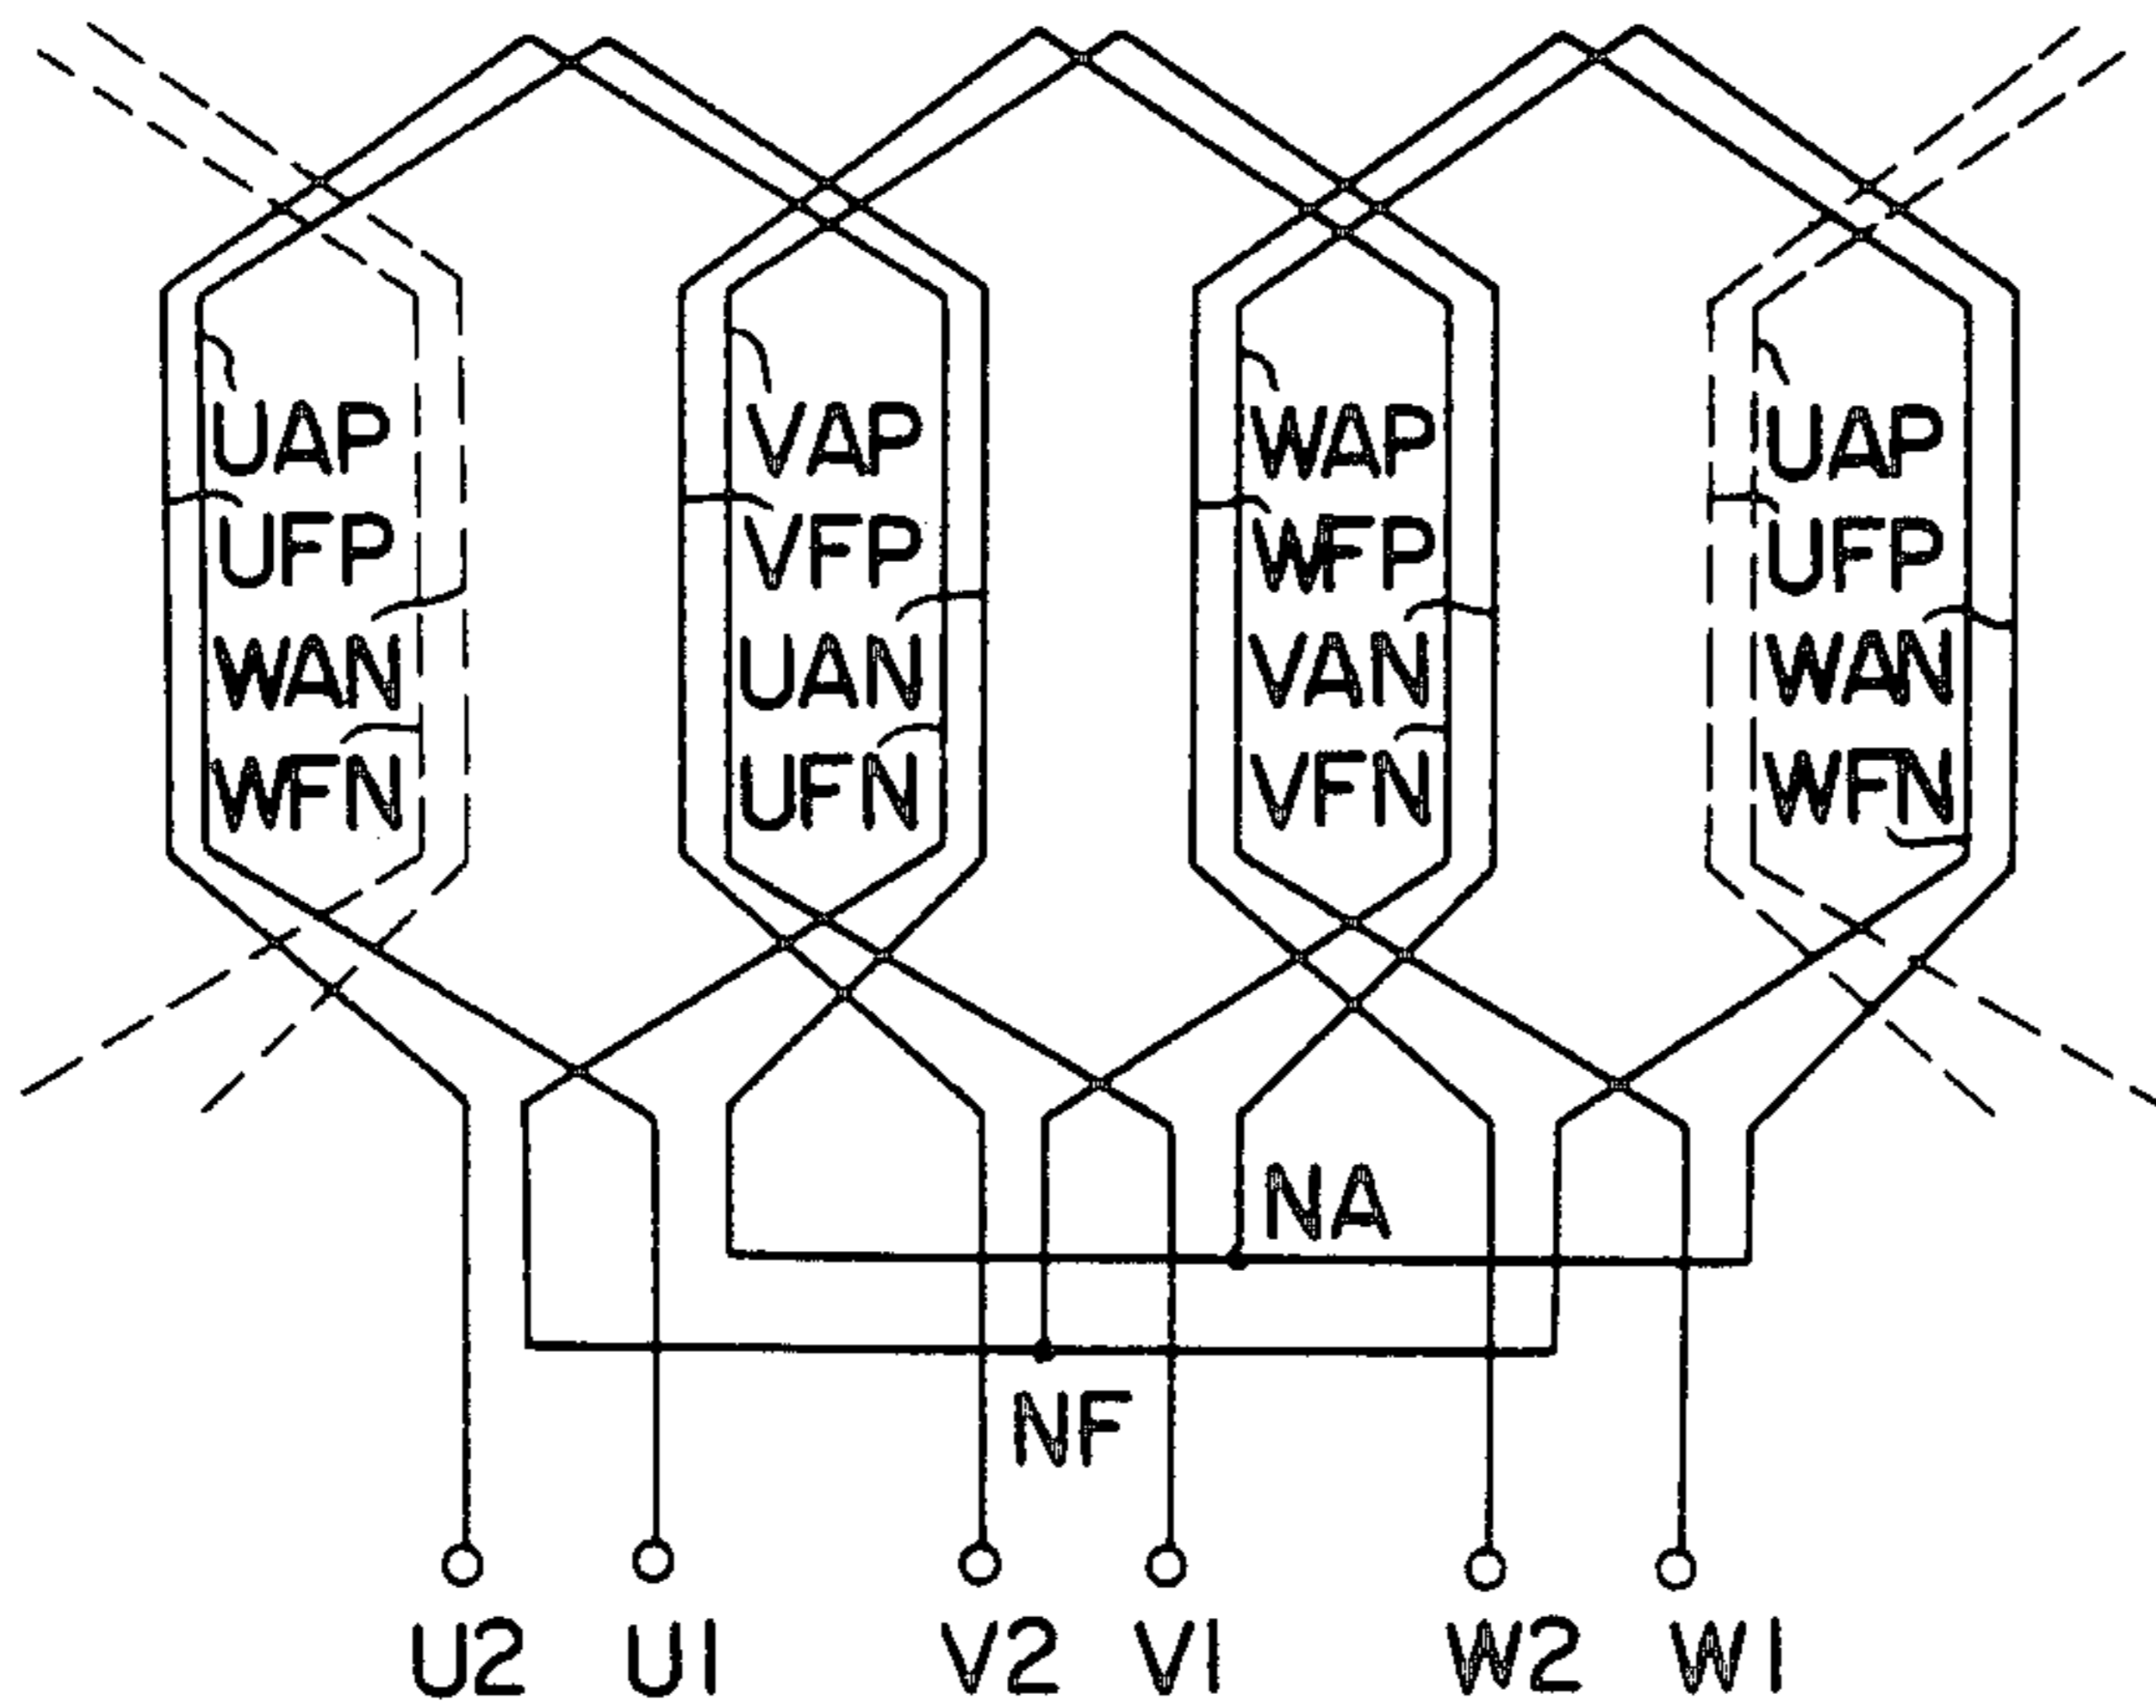 UAP VAP WAP UAP
UFP VFP WFP UFP
WAN UAN VAN WAN
WFN UFN VFN WFN
NA
NF
U2 U1 V2 V1 W2 W1